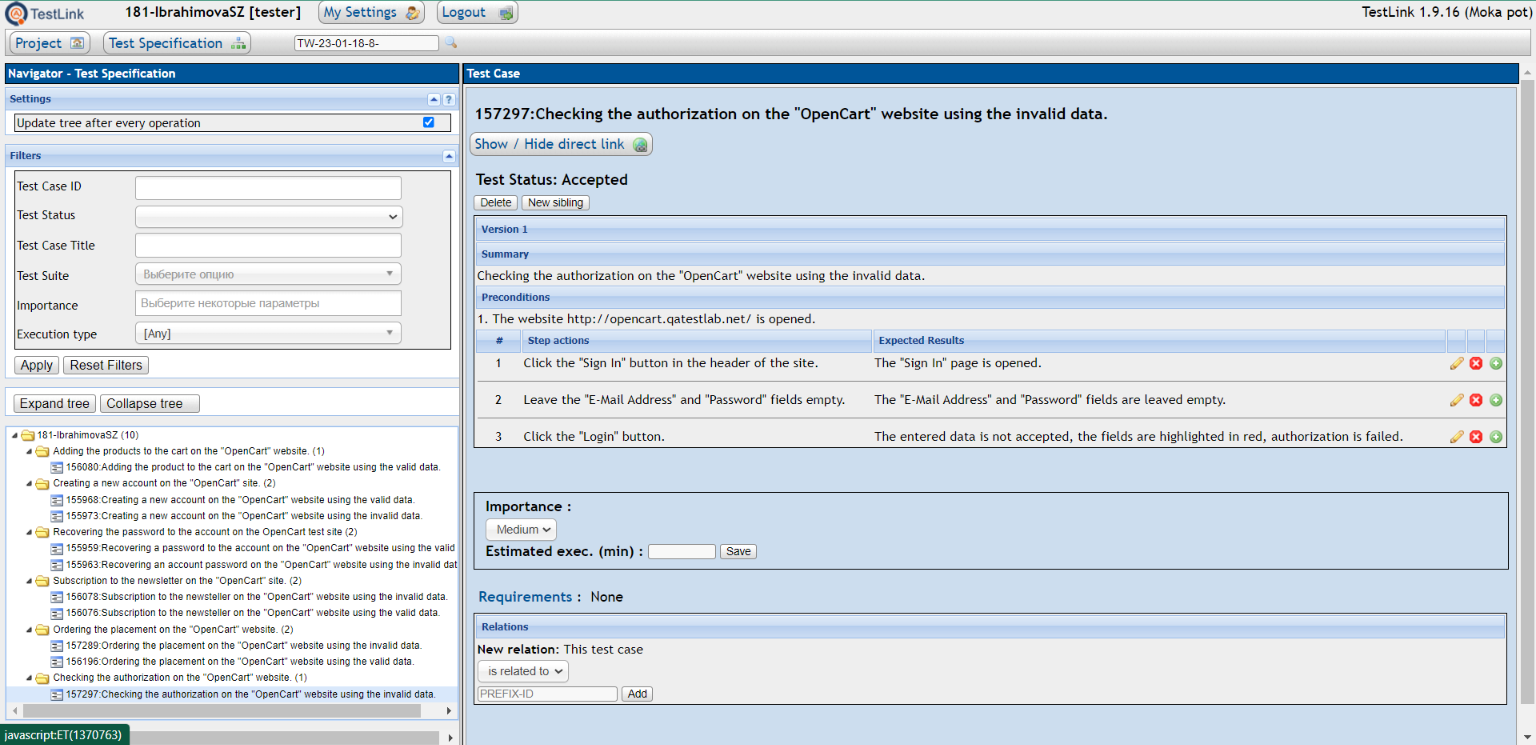 TestLink
181-IbrahimovaSZ [tester]
My Settings
Logout
TestLink 1.9.16 (Moka pot)
Project
Test Specification
TW-23-01-18-8-
Navigator - Test Specification
Settings
?
Update tree after every operation
Filters
Test Case ID
Test Status
Test Case Title
Test Suite
Выберите опцию
Importance
Выберите некоторые параметры
Execution type
[Any]
Apply
Reset Filters
Expand tree
Collapse tree
181-IbrahimovaSZ (10)
Adding the products to the cart on the "OpenCart" website. (1)
156080:Adding the product to the cart on the "OpenCart" website using the valid data.
Creating a new account on the "OpenCart" site. (2)
155968:Creating a new account on the "OpenCart" website using the valid data.
155973:Creating a new account on the "OpenCart" website using the invalid data.
Recovering the password to the account on the OpenCart test site (2)
155959:Recovering a password to the account on the "OpenCart" website using the valid
155963:Recovering an account password on the "OpenCart" website using the invalid dat
Subscription to the newsletter on the "OpenCart" site. (2)
156078:Subscription to the newsteller on the "OpenCart" website using the invalid data.
156076:Subscription to the newsteller on the "OpenCart" website using the valid data.
Ordering the placement on the "OpenCart" website. (2)
157289:Ordering the placement on the "OpenCart" website using the invalid data.
156196:Ordering the placement on the "OpenCart" website using the valid data.
Checking the authorization on the "OpenCart" website. (1)
157297:Checking the authorization on the "OpenCart" website using the invalid data.
javascript:ET(1370763)
Test Case
157297:Checking the authorization on the "OpenCart" website using the invalid data.
Show / Hide direct link
Test Status: Accepted
Delete
New sibling
Version 1
Summary
Checking the authorization on the "OpenCart" website using the invalid data.
Preconditions
1. The website http://opencart.qatestlab.net/ is opened.
# Step actions Expected Results
1 Click the "Sign In" button in the header of the site. The "Sign In" page is opened.
2 Leave the "E-Mail Address" and "Password" fields empty. The "E-Mail Address" and "Password" fields are leaved empty.
3 Click the "Login" button. The entered data is not accepted, the fields are highlighted in red, authorization is failed.
Importance :
Medium
Estimated exec. (min) :
Save
Requirements : None
Relations
New relation: This test case
is related to
PREFIX-ID
Add